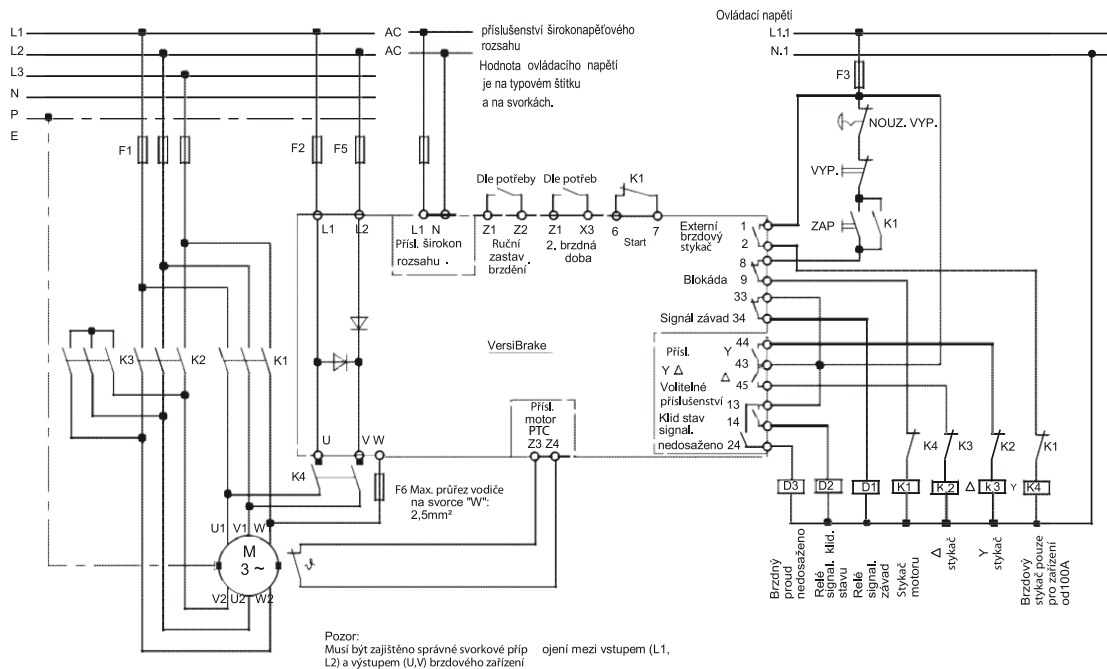 L1
L2
L3
N
P
E
AC
AC
příslušenství širokonapěťového
rozsahu
Hodnota ovládacího napětí
je na typovém štítku
a na svorkách.
Ovládací napětí
L1.1
N.1
F1
F2
F5
F3
NOUZ. VYP.
VYP.
ZAP
K1
Dle potřeby
Dle potřeb
K1
L1
L2
L1 N
Přísl. širokon
rozsahu .
Z1 Z2
Ruční
zastav .
brzdění
Z1 X3
2. brzdná
doba
6 7
Start
Externí
brzdový
stykač
1
2
8
Blokáda
9
33
Signál závad 34
Přísl.
Y Δ
Volitelné
příslušenství
Y
44
43
Δ
45
13
Klid stav
signal.
14
nedosaženo
24
VersiBrake
K3
K2
K1
U
V W
K4
Přísl.
motor
PTC
Z3 Z4
F6 Max. průřez vodiče
na svorce "W":
2,5mm²
U1 V1 W
M
3 ~
V2 U2 W2
ϑ
K4
K3
K2
K1
D3
D2
D1
K1
K,2
Δ
k3
Y
K4
Brzdný
proud
nedosaženo
Relé
signal. klid.
stavu
Relé
signal.
závad
Stykač
motoru
Δ
stykač
Y
stykač
Brzdový
stykač pouze
pro zařízení
od100A
Pozor:
Musí být zajištěno správné svorkové příp ojení mezi vstupem (L1,
L2) a výstupem (U,V) brzdového zařízení